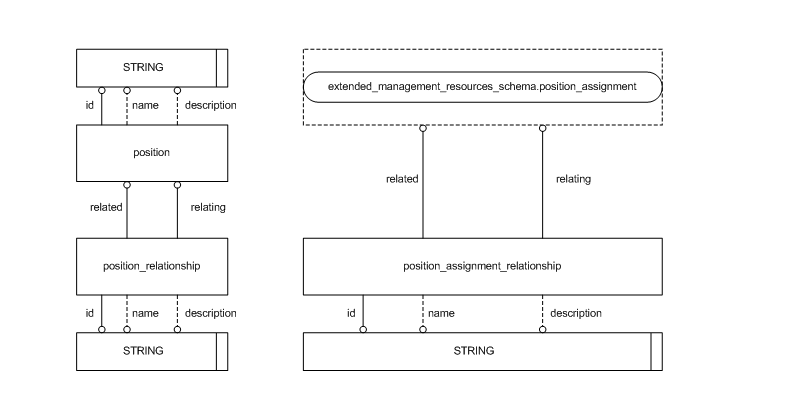 STRING
id
name
description
position
related
relating
position_relationship
id
name
description
STRING
extended_management_resources_schema.position_assignment
related
relating
position_assignment_relationship
id
name
description
STRING